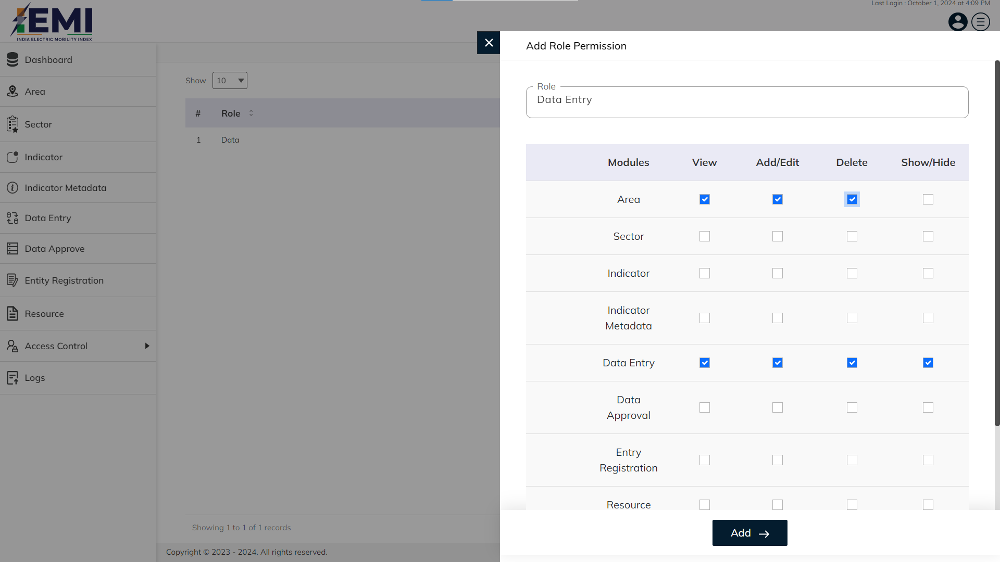 Last Login : October 1, 2024 at 4:09 PM
EMI
INDIA ELECTRIC MOBILITY INDEX
Dashboard
Area
Sector
Indicator
Indicator Metadata
Data Entry
Data Approve
Entity Registration
Resource
Access Control
Logs
Show 10
# Role
1 Data
Showing 1 to 1 of 1 records
Copyright © 2023 - 2024. All rights reserved.
Add Role Permission
Role
Data Entry
Modules View Add/Edit Delete Show/Hide
Area
Sector
Indicator
Indicator
Metadata
Data Entry
Data
Approval
Entry
Registration
Resource
Add